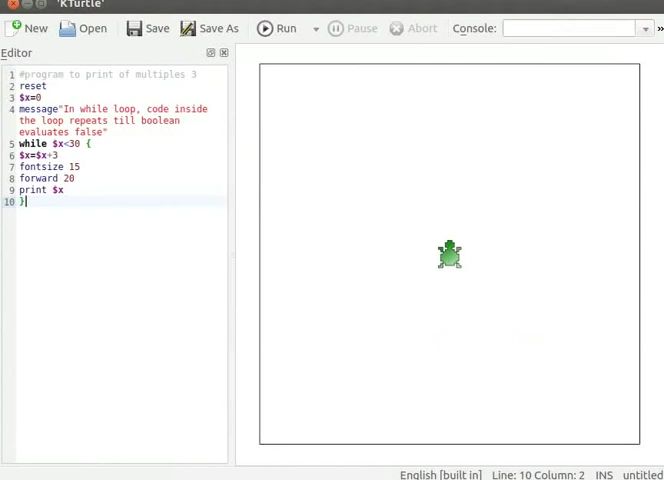 'KTurtle'
New Open Save Save As Run Pause Abort Console: »
Editor
1 #program to print of multiples 3
2 reset
3 $x=0
4 message"In while loop, code inside
the loop repeats till boolean
evaluates false"
5 while $x<30 {
6 $x=$x+3
7 fontsize 15
8 forward 20
9 print $x
10 }
English [built in] Line: 10 Column: 2 INS untitled